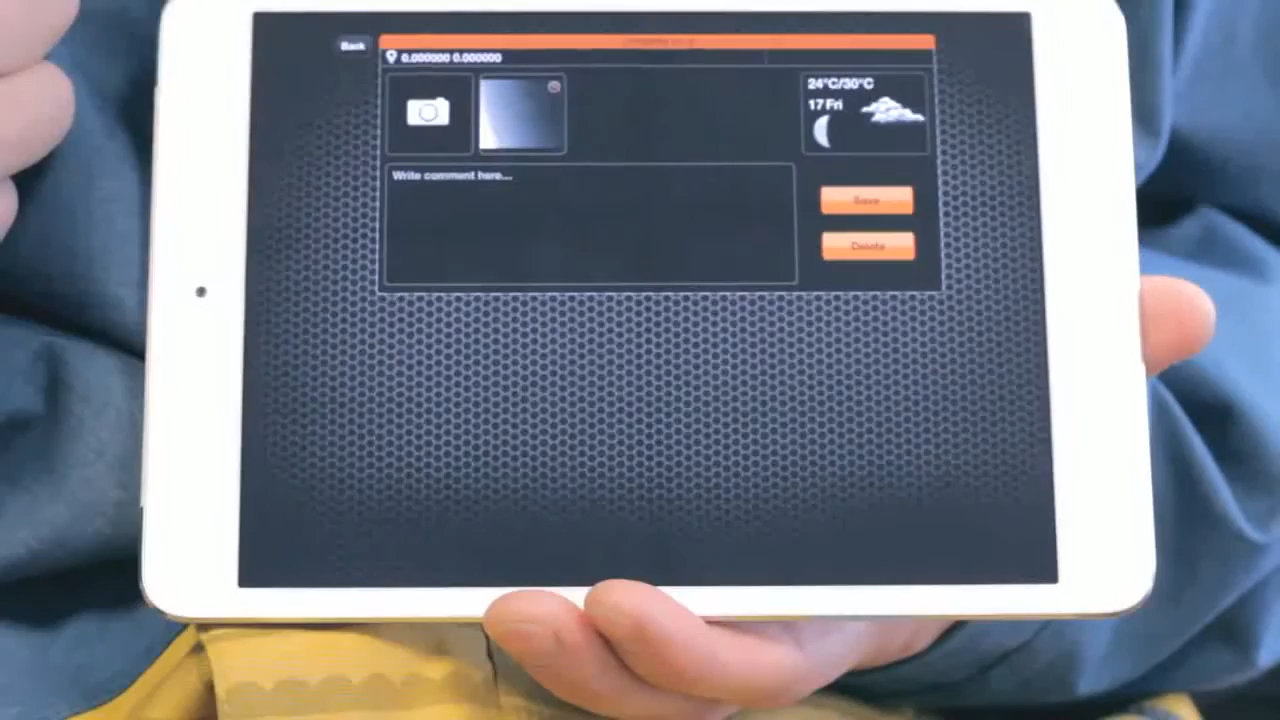 Back
0.000000 0.000000
24°C/30°C
17 Fri
Write comment here...
Save
Delete